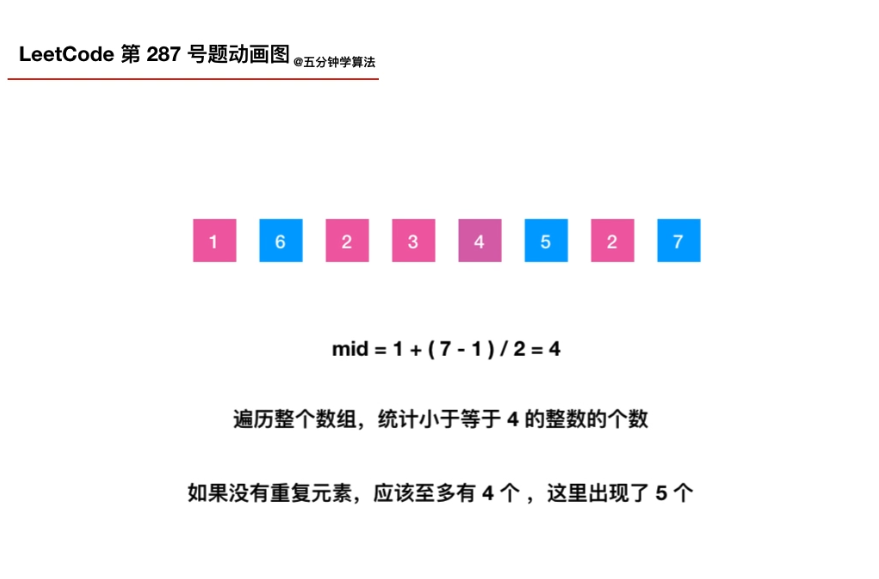 LeetCode 第 287 号题动画图 @五分钟学算法
1 6 2 3 4 5 2 7
mid = 1 + ( 7 - 1 ) / 2 = 4
遍历整个数组，统计小于等于 4 的整数的个数
如果没有重复元素，应该至多有 4 个 ，这里出现了 5 个